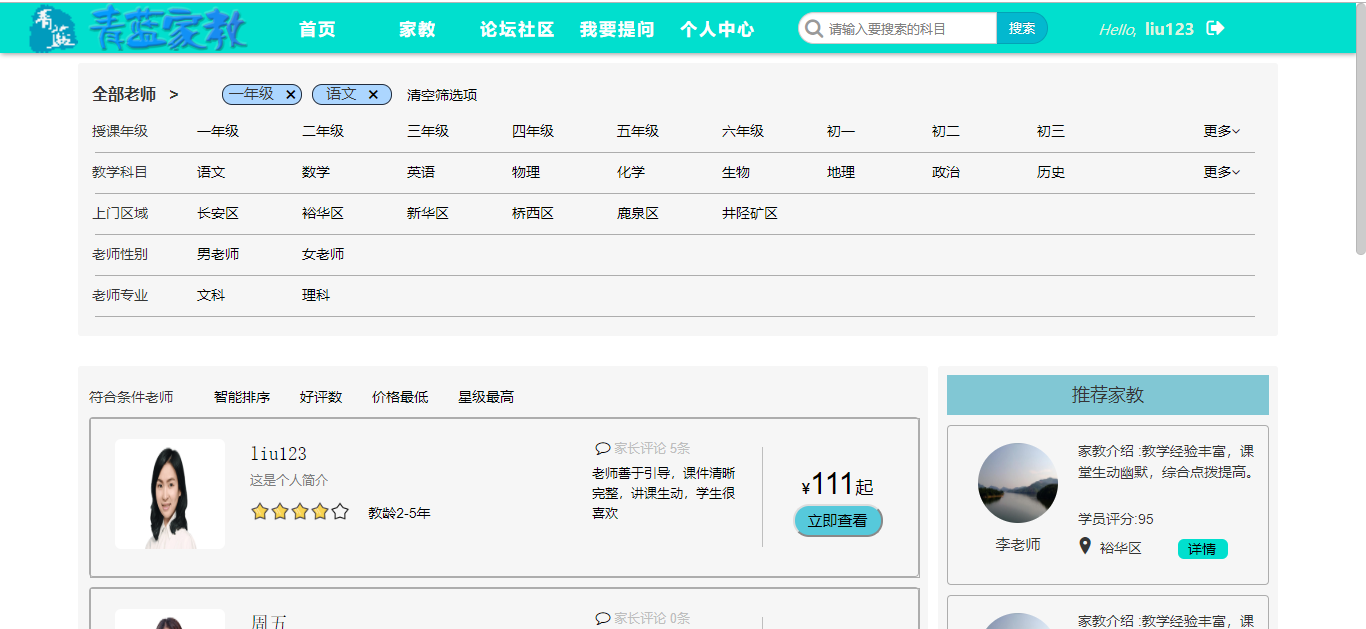 青蓝 青蓝家教 首页 家教 论坛社区 我要提问 个人中心 请输入要搜索的科目 搜索 Hello, liu123
全部老师 > 一年级 × 语文 × 清空筛选项
授课年级 一年级 二年级 三年级 四年级 五年级 六年级 初一 初二 初三 更多
教学科目 语文 数学 英语 物理 化学 生物 地理 政治 历史 更多
上门区域 长安区 裕华区 新华区 桥西区 鹿泉区 井陉矿区
老师性别 男老师 女老师
老师专业 文科 理科
符合条件老师 智能排序 好评数 价格最低 星级最高
liu123
这是个人简介
教龄2-5年
家长评论 5条
老师善于引导，课件清晰
完整，讲课生动，学生很
喜欢
¥111起
立即查看
周五
家长评论 0条
推荐家教
家教介绍 :教学经验丰富，课
堂生动幽默，综合点拨提高。
学员评分:95
李老师
裕华区
详情
家教介绍 :教学经验丰富，课